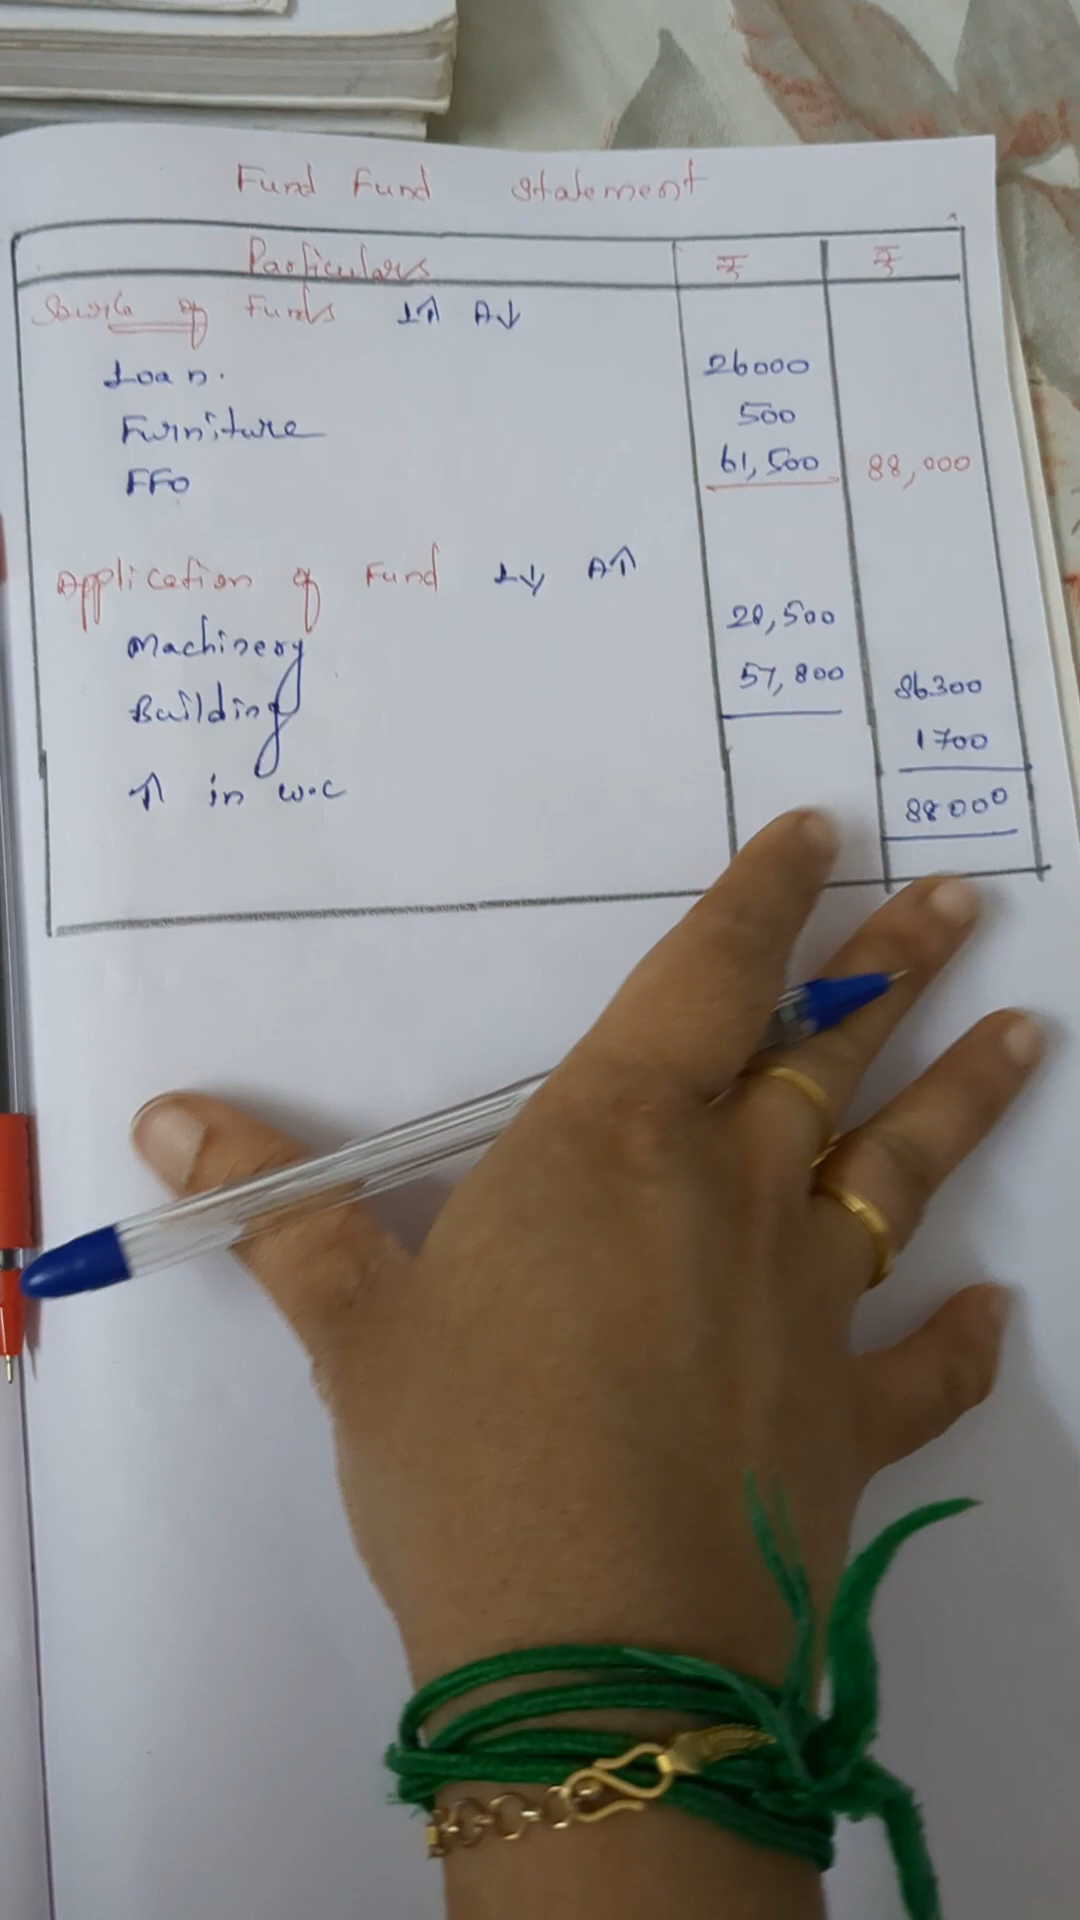 Fund Fund Statement
Particulars ₹ ₹
of Funds L↑ A↓
Loan. 26000
Furniture 500
FFO 61,500 88,000
Application of Fund L↓ A↑
Machinery 28,500
Building 57,800 86300
↑ in w.c 1700
88000